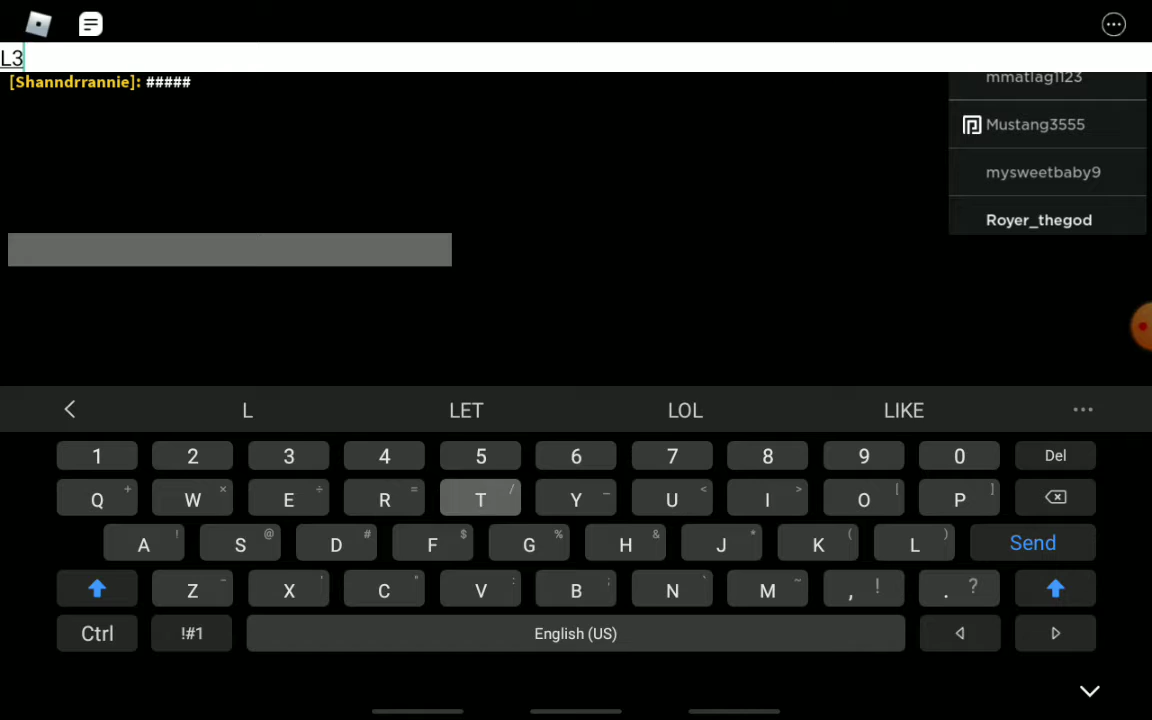 L3
[Shanndrrannie]: #####
mmatlag1123
Mustang3555
mysweetbaby9
Royer_thegod
L LET LOL LIKE
1 2 3 4 5 6 7 8 9 0 Del
Q + W × E ÷ R = T / Y _ U < I > O [ P ]
A ! S @ D # F $ G % H & J * K ( L ) Send
Z - X ' C " V : B ; N ` M ~ , ! . ?
Ctrl !#1 English (US)